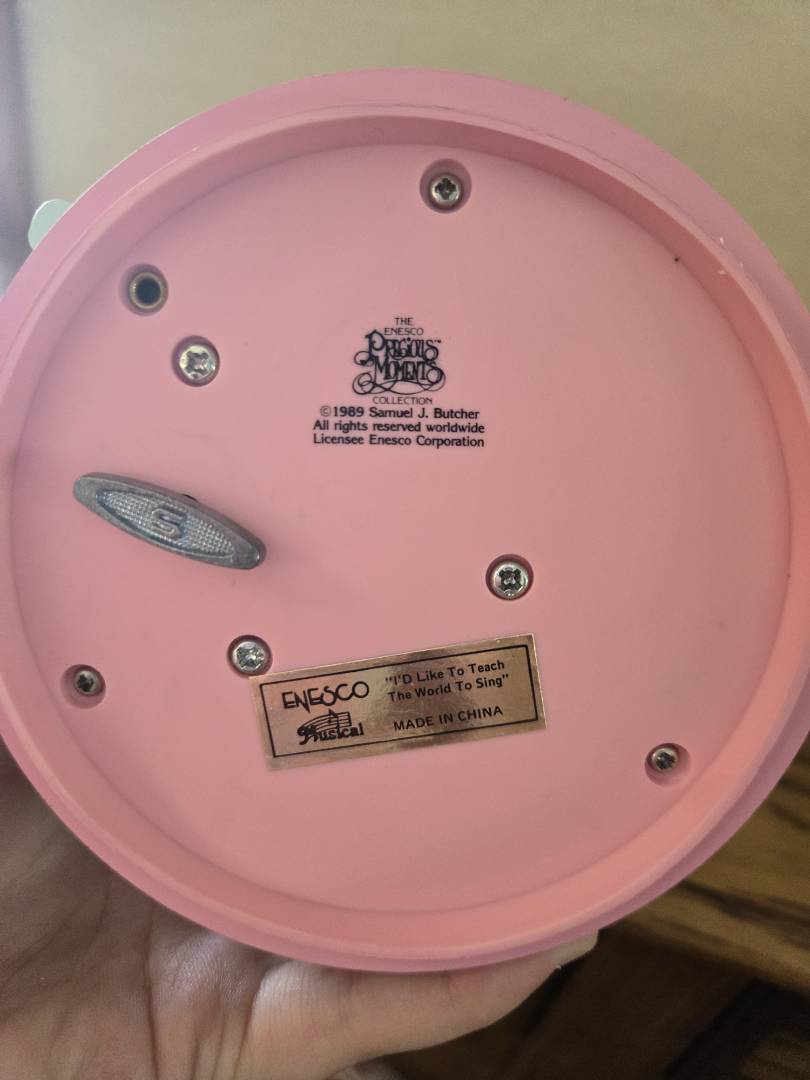 THE
ENESCO
PRECIOUS™
MOMENTS
COLLECTION
©1989 Samuel J. Butcher
All rights reserved worldwide
Licensee Enesco Corporation
S
ENESCO
Musical
"I'D Like To Teach
The World To Sing"
MADE IN CHINA